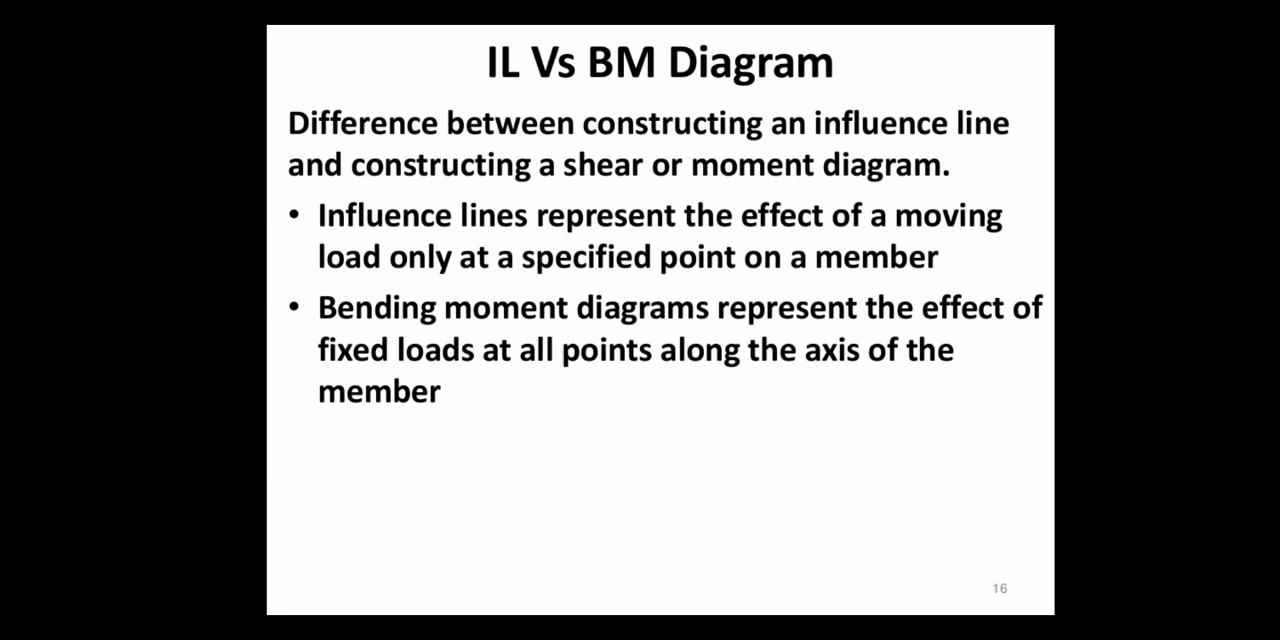 IL Vs BM Diagram
Difference between constructing an influence line
and constructing a shear or moment diagram.
• Influence lines represent the effect of a moving
load only at a specified point on a member
• Bending moment diagrams represent the effect of
fixed loads at all points along the axis of the
member
16